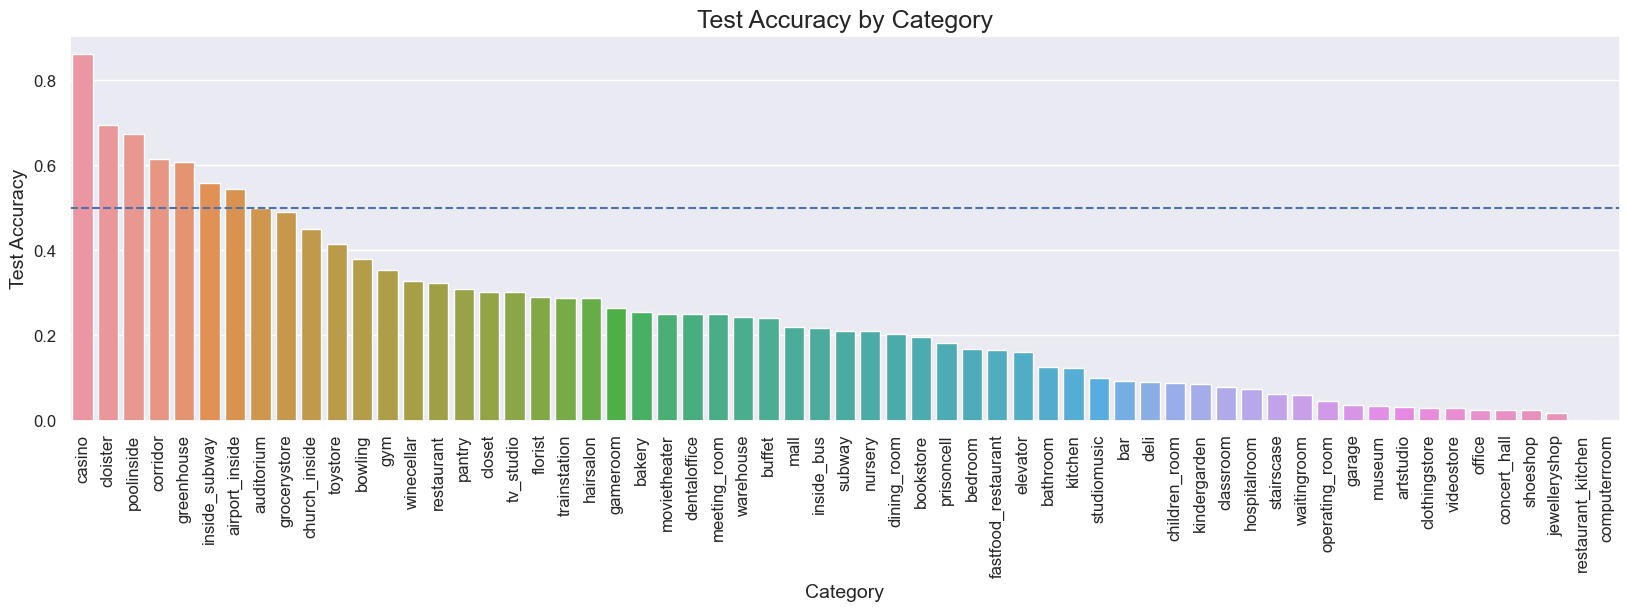 Test Accuracy by Category
Test Accuracy
0.8
0.6
0.4
0.2
0.0
casino
cloister
poolinside
corridor
greenhouse
inside_subway
airport_inside
auditorium
grocerystore
church_inside
toystore
bowling
gym
winecellar
restaurant
pantry
closet
tv_studio
florist
trainstation
hairsalon
gameroom
bakery
movietheater
dentaloffice
meeting_room
warehouse
buffet
mall
inside_bus
subway
nursery
dining_room
bookstore
prisoncell
bedroom
fastfood_restaurant
elevator
bathroom
kitchen
studiomusic
bar
deli
children_room
kindergarden
classroom
hospitalroom
stairscase
waitingroom
operating_room
garage
museum
artstudio
clothingstore
videostore
office
concert_hall
shoeshop
jewelleryshop
restaurant_kitchen
computerroom
Category